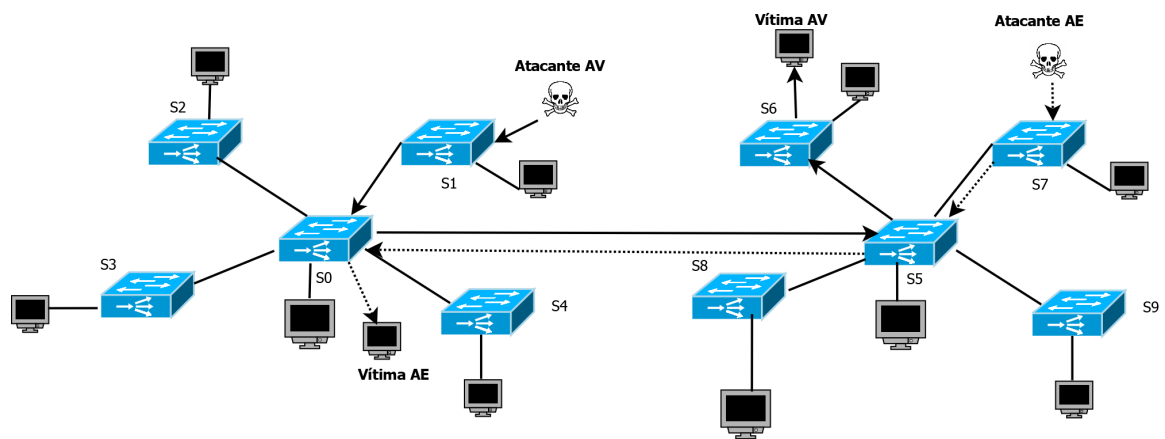 Vítima AV
Atacante AE
Atacante AV
S2
S6
S1
S7
S3
S0
S8
S5
S4
S9
Vítima AE